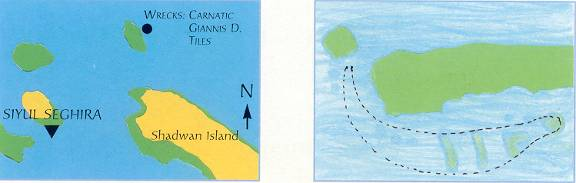 WRECKS: CARNATIC
GIANNIS D.
TILES
SIYUL SEGHIRA
N
Shadwan Island